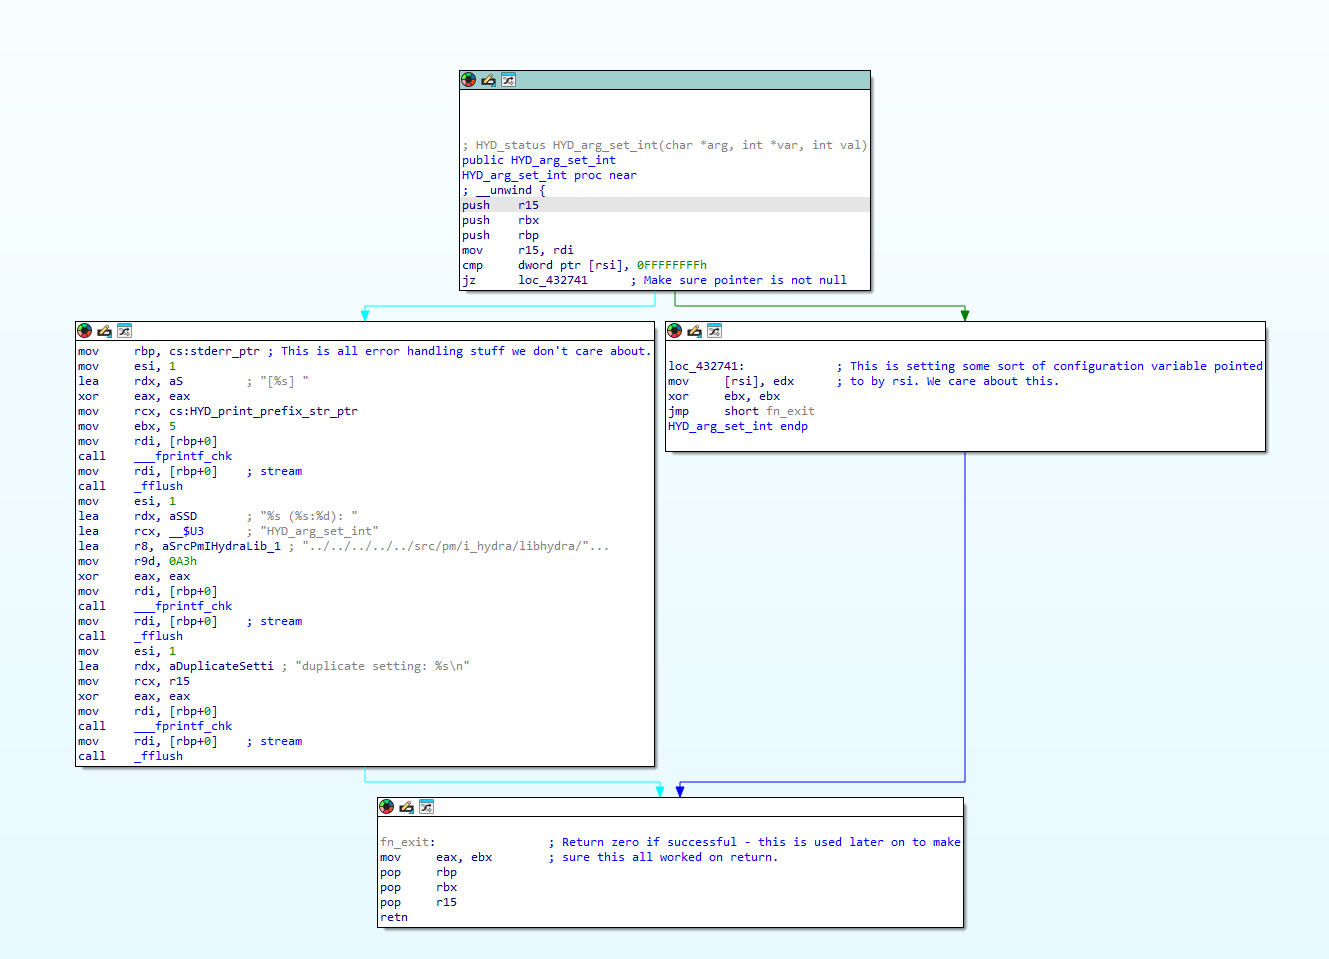 ; HYD_status HYD_arg_set_int(char *arg, int *var, int val)
public HYD_arg_set_int
HYD_arg_set_int proc near
; __unwind {
push r15
push rbx
push rbp
mov r15, rdi
cmp dword ptr [rsi], 0FFFFFFFFh
jz loc_432741 ; Make sure pointer is not null
mov rbp, cs:stderr_ptr ; This is all error handling stuff we don't care about.
mov esi, 1
lea rdx, aS ; "[%s] "
xor eax, eax
mov rcx, cs:HYD_print_prefix_str_ptr
mov ebx, 5
mov rdi, [rbp+0]
call ___fprintf_chk
mov rdi, [rbp+0] ; stream
call _fflush
mov esi, 1
lea rdx, aSSD ; "%s (%s:%d): "
lea rcx, __$U3 ; "HYD_arg_set_int"
lea r8, aSrcPmIHydraLib_1 ; "../../../../../src/pm/i_hydra/libhydra/"...
mov r9d, 0A3h
xor eax, eax
mov rdi, [rbp+0]
call ___fprintf_chk
mov rdi, [rbp+0] ; stream
call _fflush
mov esi, 1
lea rdx, aDuplicateSetti ; "duplicate setting: %s\n"
mov rcx, r15
xor eax, eax
mov rdi, [rbp+0]
call ___fprintf_chk
mov rdi, [rbp+0] ; stream
call _fflush
loc_432741: ; This is setting some sort of configuration variable pointed
mov [rsi], edx ; to by rsi. We care about this.
xor ebx, ebx
jmp short fn_exit
HYD_arg_set_int endp
fn_exit: ; Return zero if successful - this is used later on to make
mov eax, ebx ; sure this all worked on return.
pop rbp
pop rbx
pop r15
retn